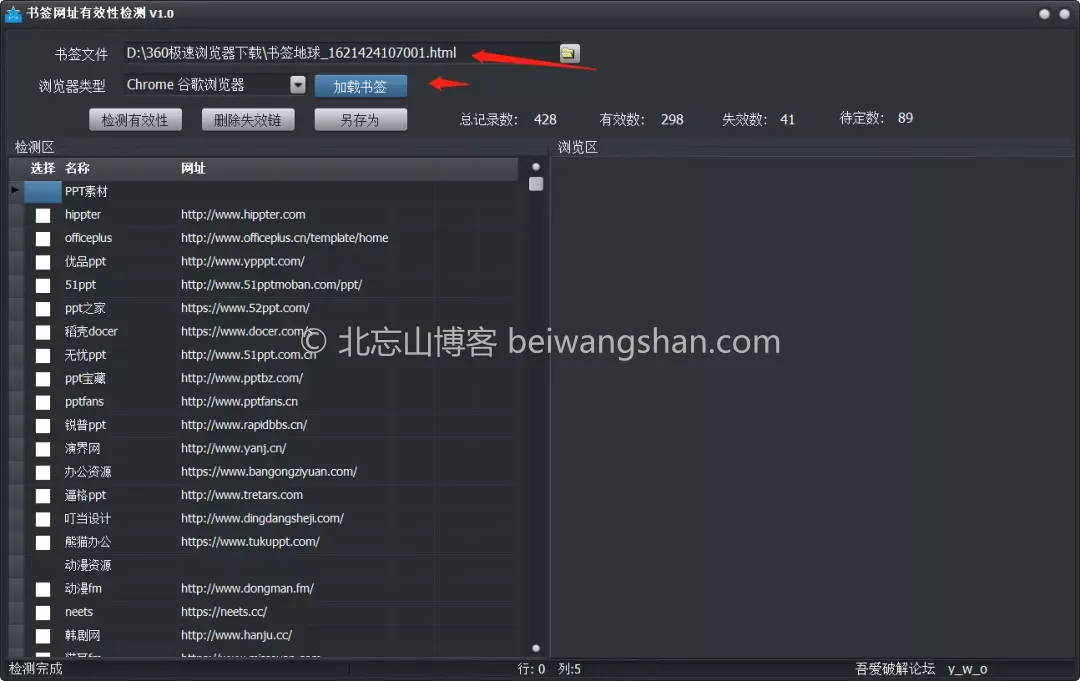 书签网址有效性检测 V1.0
书签文件 D:\360极速浏览器下载\书签地球_1621424107001.html
浏览器类型 Chrome 谷歌浏览器 加载书签
检测有效性 删除失效链 另存为 总记录数: 428 有效数: 298 失效数: 41 待定数: 89
检测区 浏览区
选择 名称 网址
PPT素材
hippter http://www.hippter.com
officeplus http://www.officeplus.cn/template/home
优品ppt http://www.ypppt.com/
51ppt http://www.51pptmoban.com/ppt/
ppt之家 https://www.52ppt.com/
稻壳docer https://www.docer.com/s
© 北忘山博客 beiwangshan.com
无忧ppt http://www.51ppt.com.cn
ppt宝藏 http://www.pptbz.com/
pptfans http://www.pptfans.cn
锐普ppt http://www.rapidbbs.cn/
演界网 http://www.yanj.cn/
办公资源 https://www.bangongziyuan.com/
逼格ppt http://www.tretars.com
叮当设计 http://www.dingdangsheji.com/
熊猫办公 https://www.tukuppt.com/
动漫资源
动漫fm http://www.dongman.fm/
neets https://neets.cc/
韩剧网 http://www.hanju.cc/
检测完成 行: 0 列:5 吾爱破解论坛 y_w_o